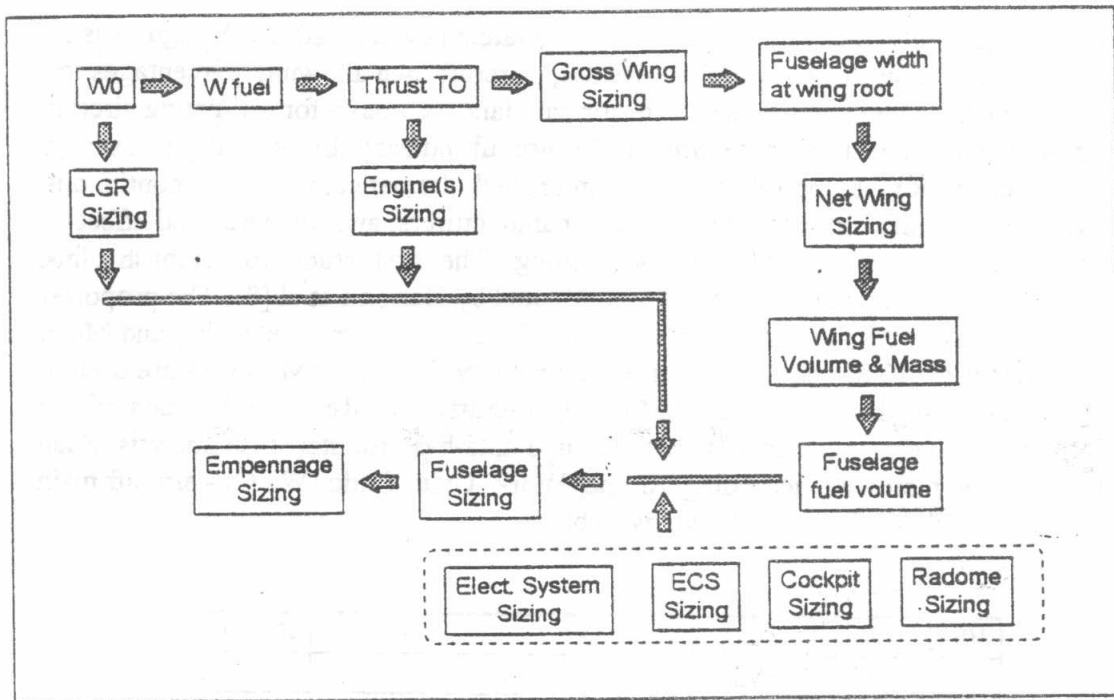 W0
W fuel
Thrust TO
Gross Wing
Sizing
Fuselage width
at wing root
LGR
Sizing
Engine(s)
Sizing
Net Wing
Sizing
Wing Fuel
Volume & Mass
Empennage
Sizing
Fuselage
Sizing
Fuselage
fuel volume
Elect. System
Sizing
ECS
Sizing
Cockpit
Sizing
Radome
Sizing